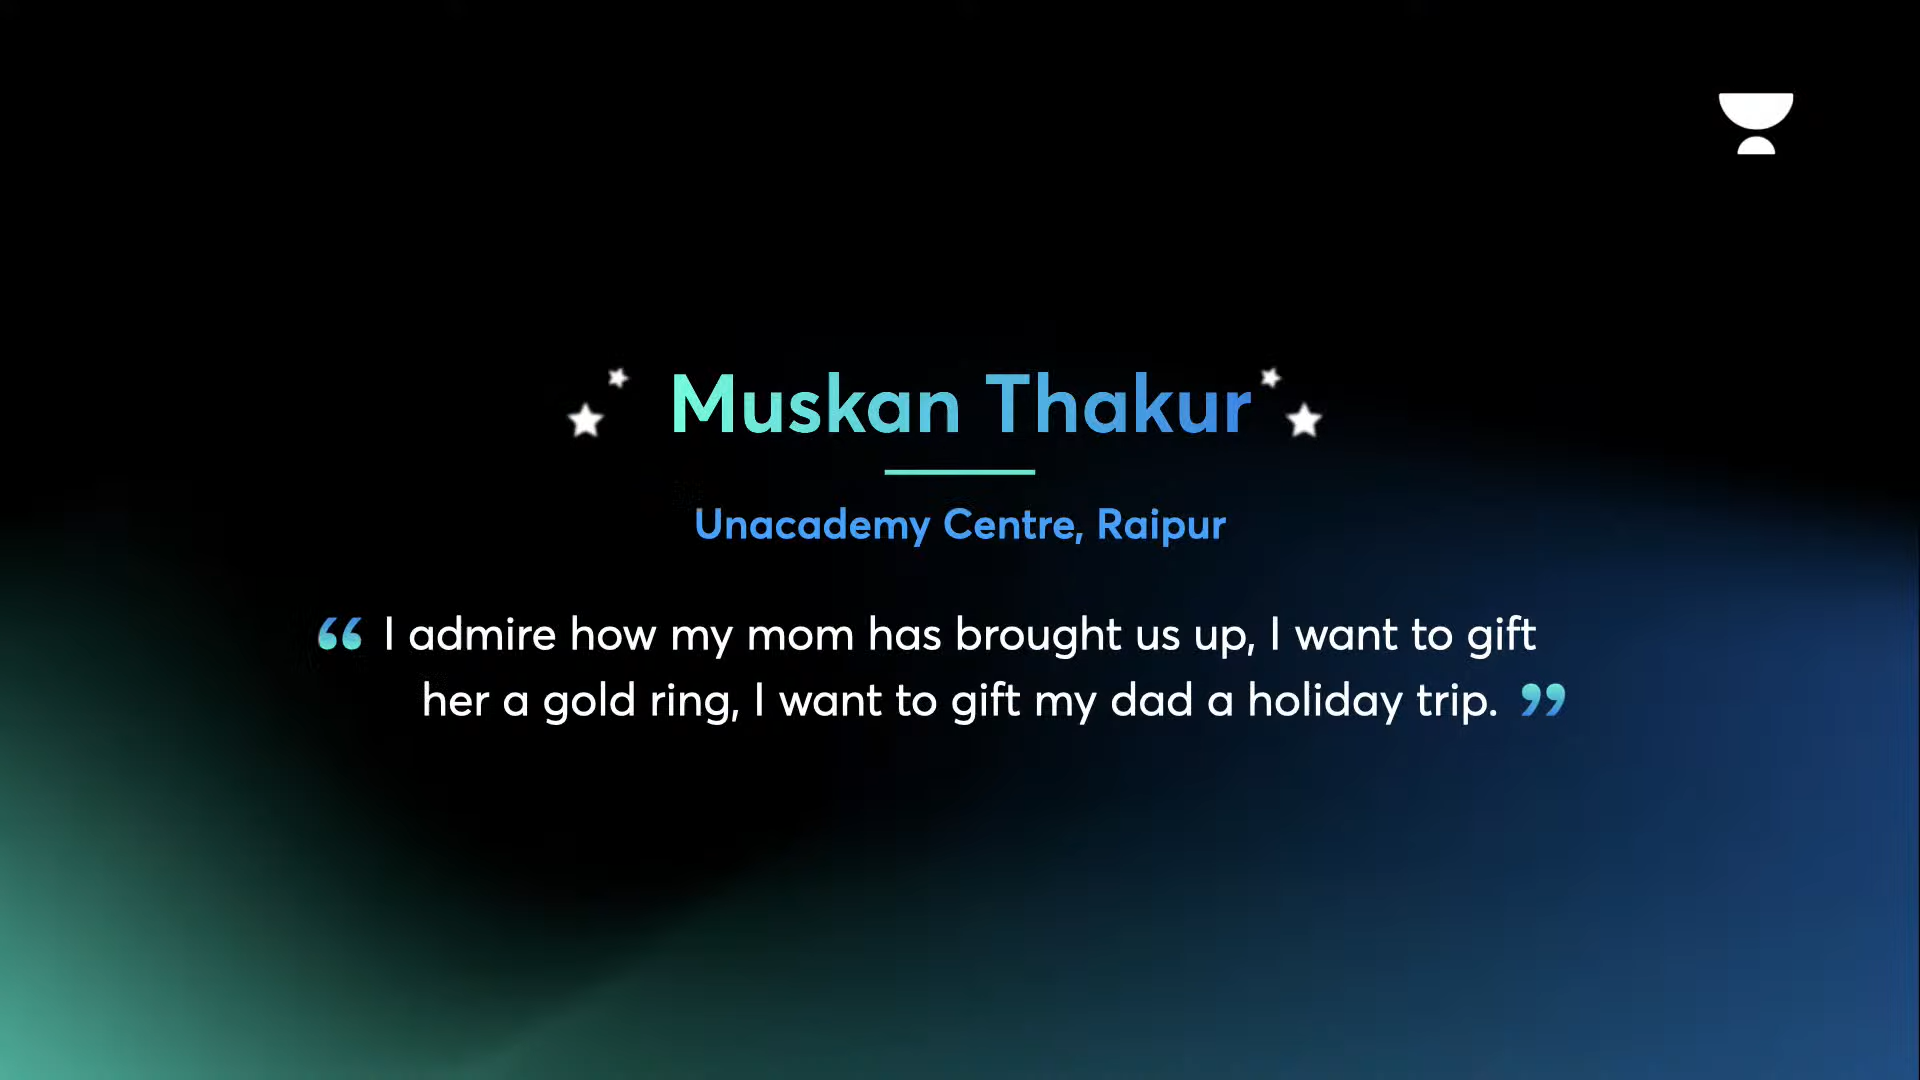 Muskan Thakur
Unacademy Centre, Raipur
“ I admire how my mom has brought us up, I want to gift
her a gold ring, I want to gift my dad a holiday trip. ”